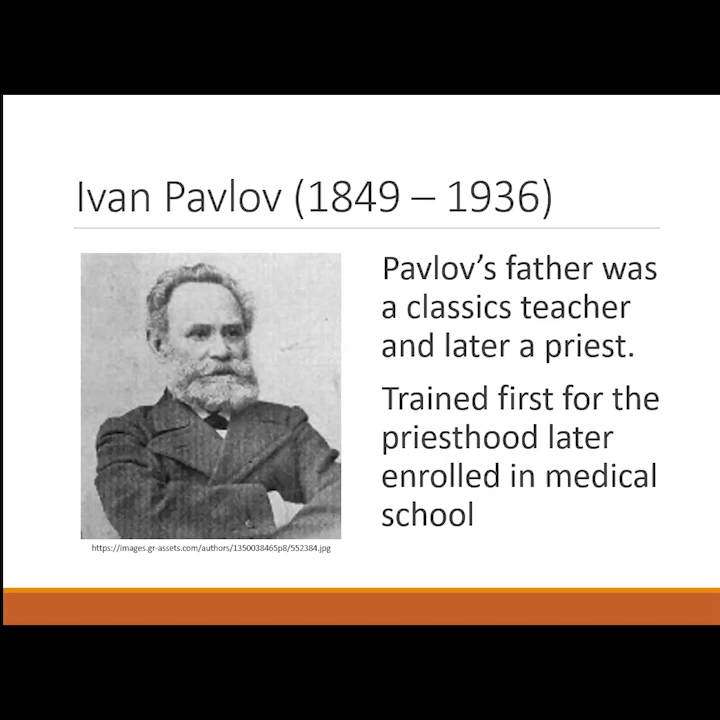 Ivan Pavlov (1849 – 1936)
Pavlov’s father was
a classics teacher
and later a priest.
Trained first for the
priesthood later
enrolled in medical
school
https://images.gr-assets.com/authors/1350038465p8/552384.jpg